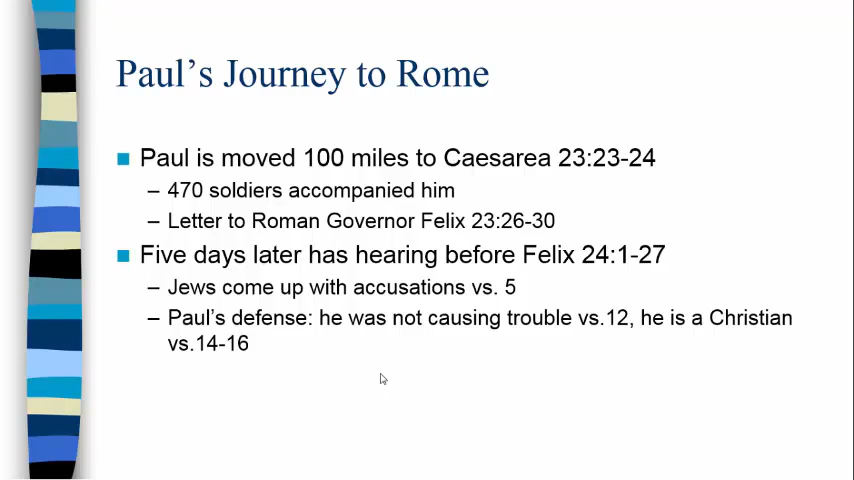 Paul's Journey to Rome
■ Paul is moved 100 miles to Caesarea 23:23-24
– 470 soldiers accompanied him
– Letter to Roman Governor Felix 23:26-30
■ Five days later has hearing before Felix 24:1-27
– Jews come up with accusations vs. 5
– Paul's defense: he was not causing trouble vs.12, he is a Christian
vs.14-16